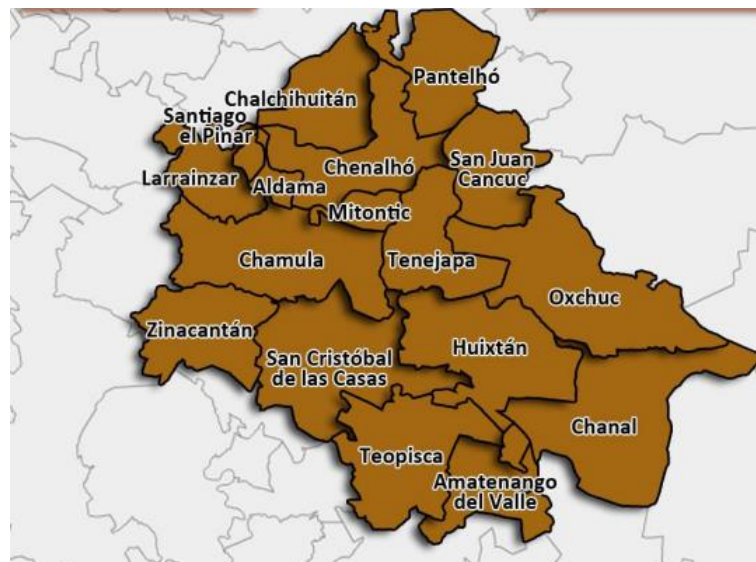 Pantelhó
Chalchihuitán
Santiago
el Pinar
Chenalhó
San Juan
Cancuc
Larrainzar
Aldama
Mitontic
Chamula
Tenejapa
Oxchuc
Zinacantán
San Cristóbal
de las Casas
Huixtán
Chanal
Teopisca
Amatenango
del Valle